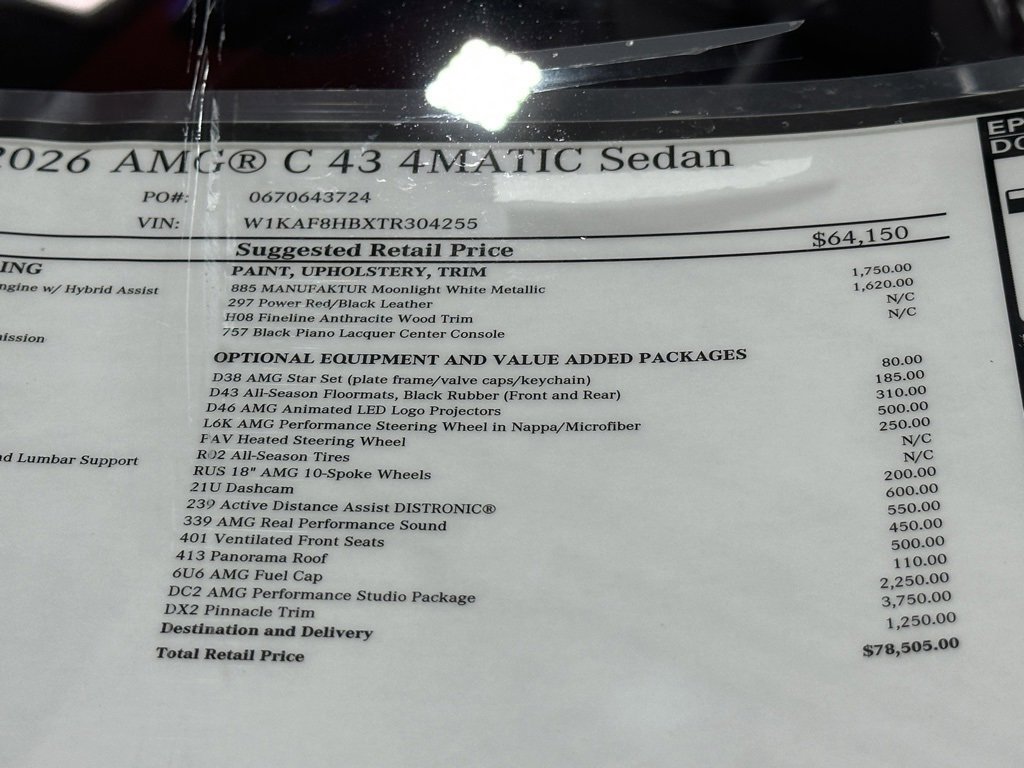 2026 AMG® C 43 4MATIC Sedan
PO#: 0670643724
VIN: W1KAF8HBXTR304255
Suggested Retail Price $64,150
ING PAINT, UPHOLSTERY, TRIM
ngine w/ Hybrid Assist 885 MANUFAKTUR Moonlight White Metallic 1,750.00
297 Power Red/Black Leather 1,620.00
H08 Fineline Anthracite Wood Trim N/C
ission 757 Black Piano Lacquer Center Console N/C
OPTIONAL EQUIPMENT AND VALUE ADDED PACKAGES
D38 AMG Star Set (plate frame/valve caps/keychain) 80.00
D43 All-Season Floormats, Black Rubber (Front and Rear) 185.00
D46 AMG Animated LED Logo Projectors 310.00
L6K AMG Performance Steering Wheel in Nappa/Microfiber 500.00
FAV Heated Steering Wheel 250.00
nd Lumbar Support R02 All-Season Tires N/C
RUS 18" AMG 10-Spoke Wheels N/C
21U Dashcam 200.00
239 Active Distance Assist DISTRONIC® 600.00
339 AMG Real Performance Sound 550.00
401 Ventilated Front Seats 450.00
413 Panorama Roof 500.00
6U6 AMG Fuel Cap 110.00
DC2 AMG Performance Studio Package 2,250.00
DX2 Pinnacle Trim 3,750.00
Destination and Delivery 1,250.00
Total Retail Price $78,505.00
EP
DO